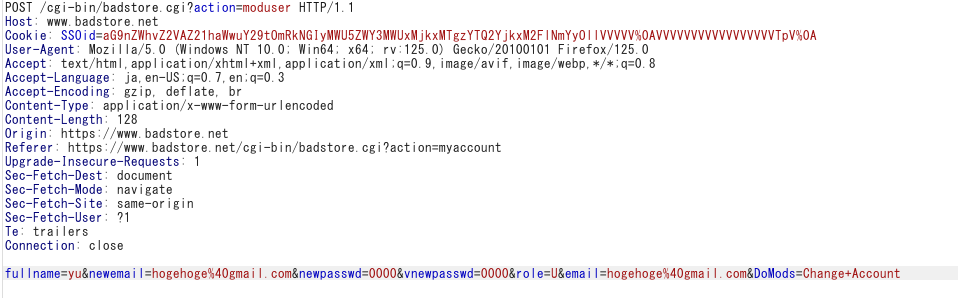 POST /cgi-bin/badstore.cgi?action=moduser HTTP/1.1
Host: www.badstore.net
Cookie: SSOid=aG9nZWhvZ2VAZ21haWwuY29tOmRkNGIyMWU5ZWY3MWUxMjkxMTgzYTQ2YjkxM2FlNmYyOllVVVVV%0AVVVVVVVVVVVVVVVVVTpV%0A
User-Agent: Mozilla/5.0 (Windows NT 10.0; Win64; x64; rv:125.0) Gecko/20100101 Firefox/125.0
Accept: text/html,application/xhtml+xml,application/xml;q=0.9,image/avif,image/webp,*/*;q=0.8
Accept-Language: ja,en-US;q=0.7,en;q=0.3
Accept-Encoding: gzip, deflate, br
Content-Type: application/x-www-form-urlencoded
Content-Length: 128
Origin: https://www.badstore.net
Referer: https://www.badstore.net/cgi-bin/badstore.cgi?action=myaccount
Upgrade-Insecure-Requests: 1
Sec-Fetch-Dest: document
Sec-Fetch-Mode: navigate
Sec-Fetch-Site: same-origin
Sec-Fetch-User: ?1
Te: trailers
Connection: close
fullname=yu&newemail=hogehoge%40gmail.com&newpasswd=0000&vnewpasswd=0000&role=U&email=hogehoge%40gmail.com&DoMods=Change+Account